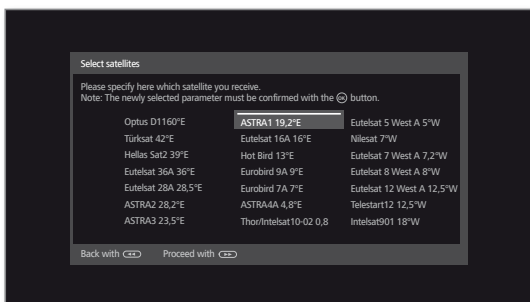 Select satellites
Please specify here which satellite you receive.
Note: The newly selected parameter must be confirmed with the OK button.
Optus D1160°E ASTRA1 19,2°E Eutelsat 5 West A 5°W
Türksat 42°E Eutelsat 16A 16°E Nilesat 7°W
Hellas Sat2 39°E Hot Bird 13°E Eutelsat 7 West A 7,2°W
Eutelsat 36A 36°E Eurobird 9A 9°E Eutelsat 8 West A 8°W
Eutelsat 28A 28,5°E Eurobird 7A 7°E Eutelsat 12 West A 12,5°W
ASTRA2 28,2°E ASTRA4A 4,8°E Telestart12 12,5°W
ASTRA3 23,5°E Thor/Intelsat10-02 0,8 Intelsat901 18°W
Back with Proceed with